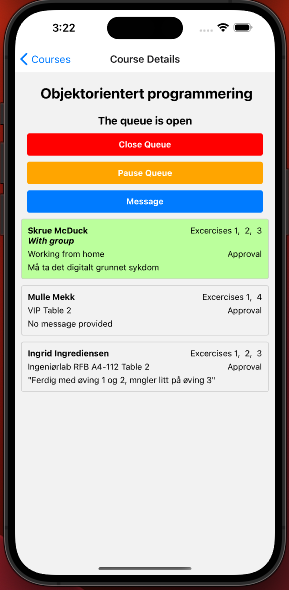 3:22
Courses
Course Details
Objektorientert programmering
The queue is open
Close Queue
Pause Queue
Message
Skrue McDuck Excercises 1, 2, 3
With group
Working from home Approval
Må ta det digitalt grunnet sykdom
Mulle Mekk Excercises 1, 4
VIP Table 2 Approval
No message provided
Ingrid Ingrediensen Excercises 1, 2, 3
Ingeniørlab RFB A4-112 Table 2 Approval
"Ferdig med øving 1 og 2, mngler litt på øving 3"